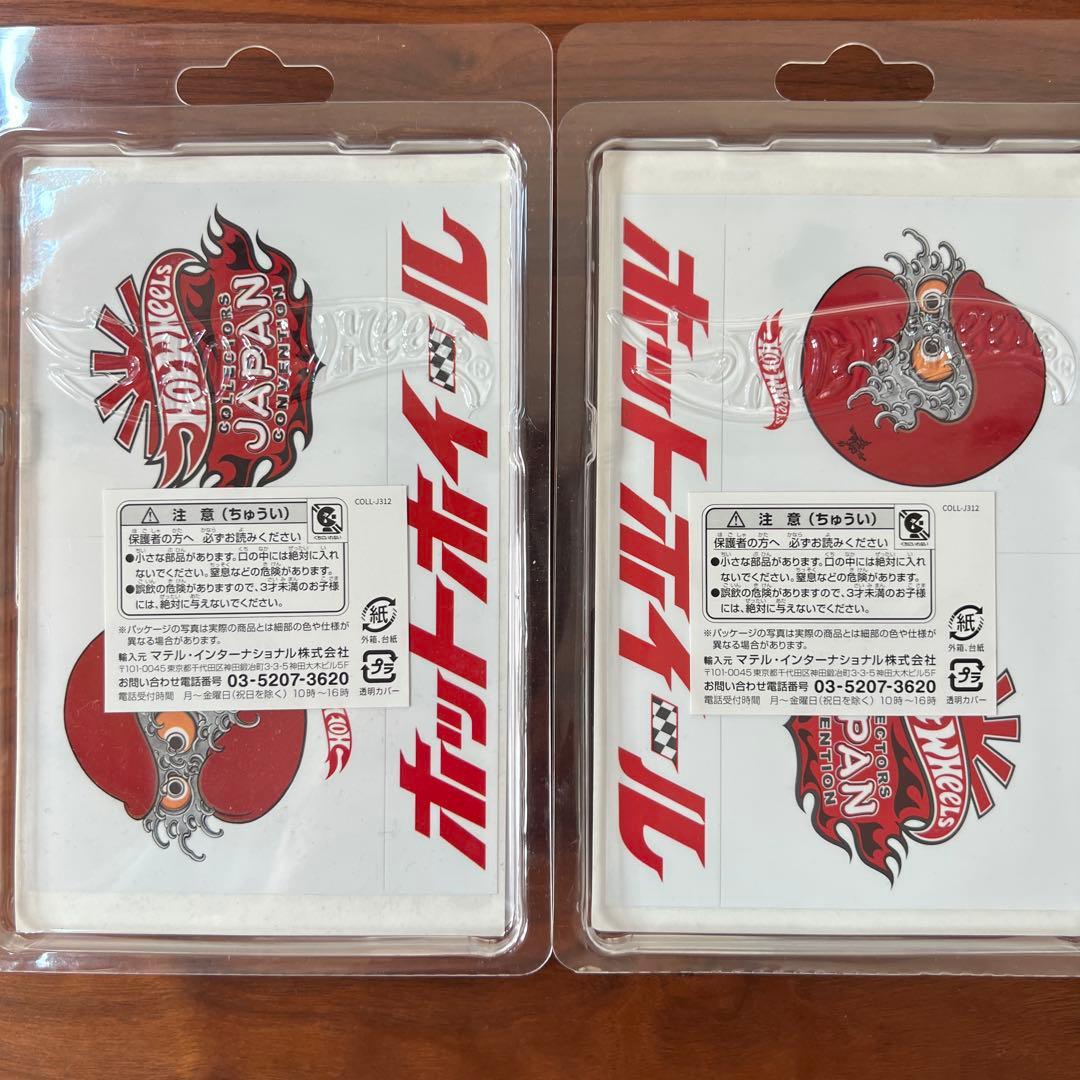 HOT WHEELS
COLLECTORS
JAPAN
CONVENTION
ホットホイール
COLL-J312
注意（ちゅうい）
保護者の方へ 必ずお読みください
●小さな部品があります。口の中には絶対に入れ
ないでください。窒息などの危険があります。
●誤飲の危険がありますので、3才未満のお子様
には、絶対に与えないでください。
※パッケージの写真は実際の商品とは細部の色や仕様が
異なる場合があります。
輸入元 マテル・インターナショナル株式会社
〒101-0045 東京都千代田区神田鍛冶町3-3-5神田大木ビル5F
お問い合わせ電話番号 03-5207-3620
電話受付時間 月～金曜日(祝日を除く) 10時～16時
紙
外箱、台紙
プラ
透明カバー
HOT WHEELS
ホットホイール
HOT WHEELS
COLL-J312
注意（ちゅうい）
保護者の方へ 必ずお読みください
●小さな部品があります。口の中には絶対に入れ
ないでください。窒息などの危険があります。
●誤飲の危険がありますので、3才未満のお子様
には、絶対に与えないでください。
※パッケージの写真は実際の商品とは細部の色や仕様が
異なる場合があります。
輸入元 マテル・インターナショナル株式会社
〒101-0045 東京都千代田区神田鍛冶町3-3-5神田大木ビル5F
お問い合わせ電話番号 03-5207-3620
電話受付時間 月～金曜日(祝日を除く) 10時～16時
紙
外箱、台紙
プラ
透明カバー
WHEELS
ECTORS
APAN
ENTION